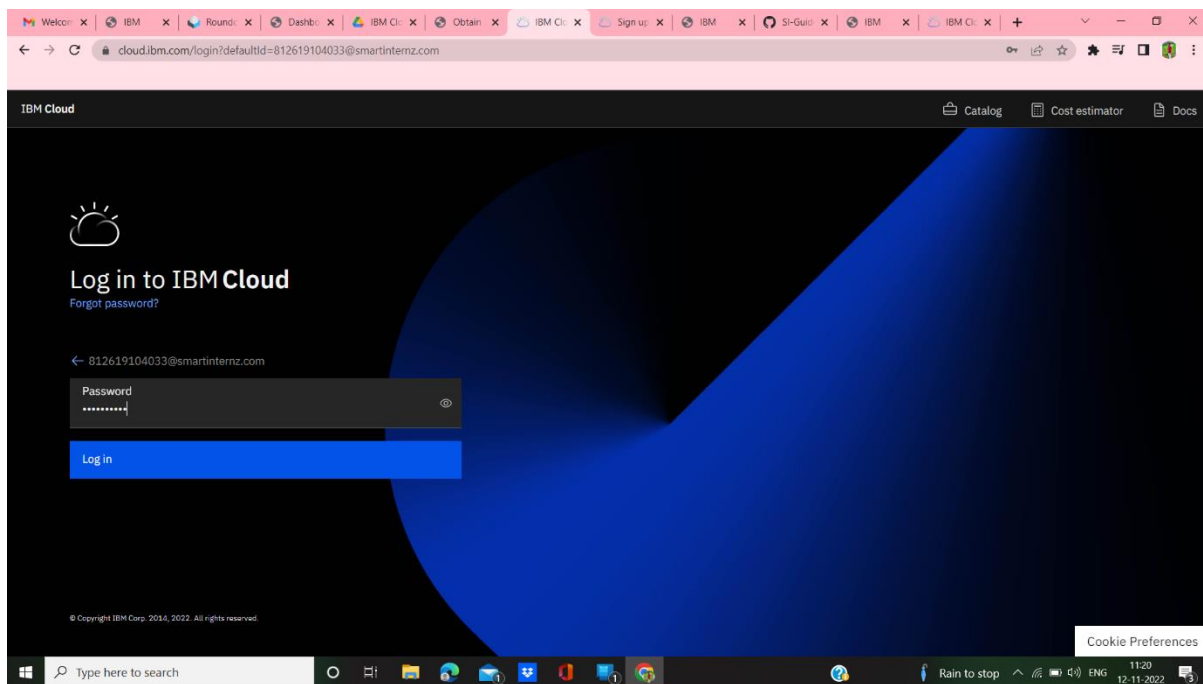 Welcom IBM Rounde Dashbo IBM Clo Obtain IBM Clo Sign up IBM SI-Guid IBM IBM Clo
cloud.ibm.com/login?defaultId=812619104033@smartinternz.com
IBM Cloud Catalog Cost estimator Docs
Log in to IBM Cloud
Forgot password?
← 812619104033@smartinternz.com
Password
••••••••••
Log in
© Copyright IBM Corp. 2014, 2022. All rights reserved.
Cookie Preferences
Type here to search Rain to stop ENG 11:20
12-11-2022